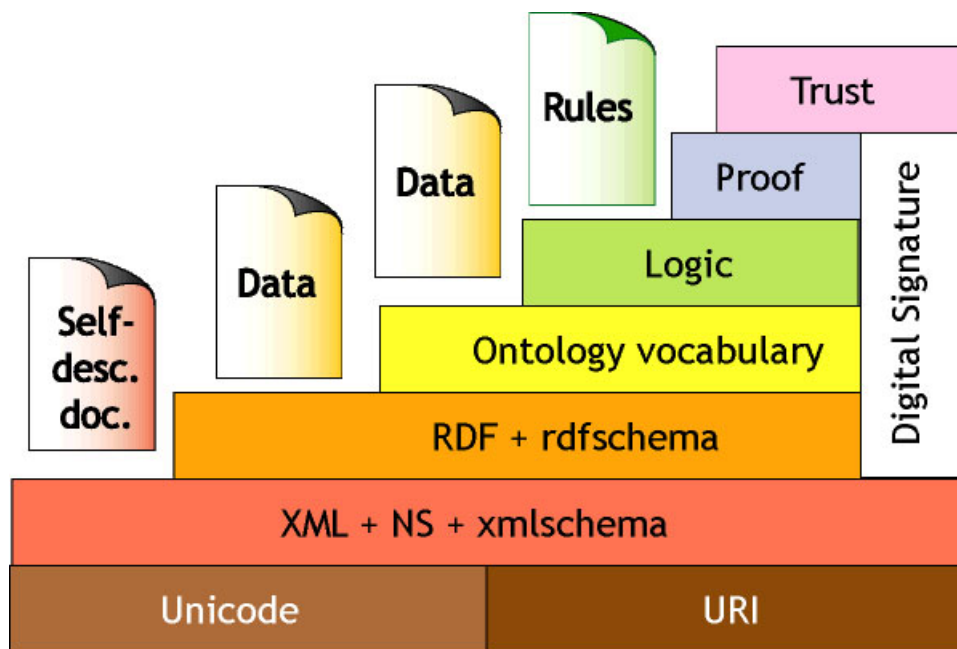 Rules
Trust
Data
Proof
Data
Logic
Self-
desc.
doc.
Ontology vocabulary
Digital Signature
RDF + rdfschema
XML + NS + xmlschema
Unicode
URI